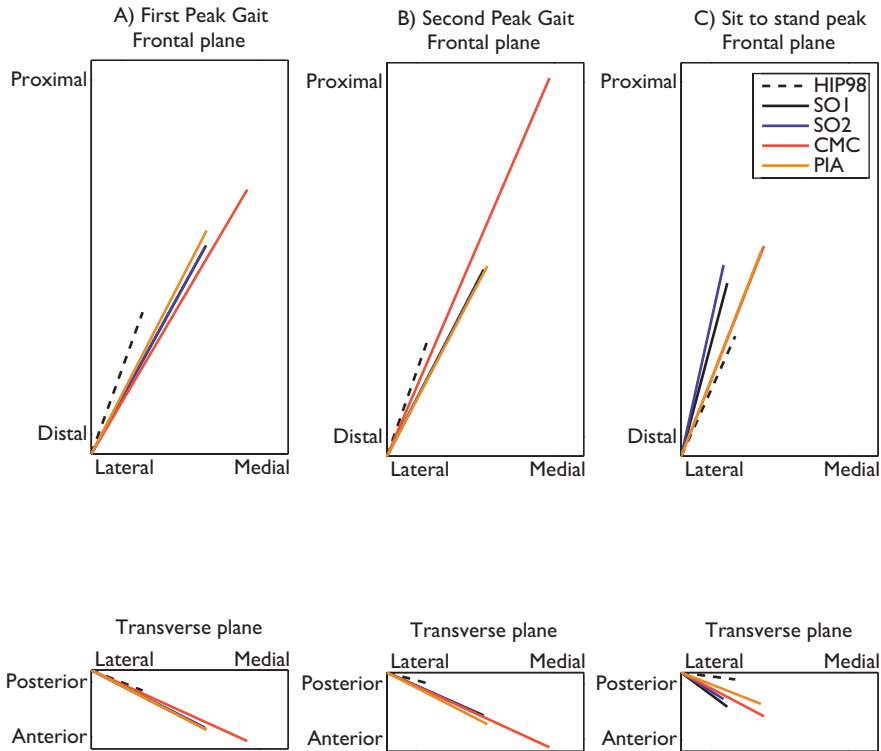 A) First Peak Gait
Frontal plane
B) Second Peak Gait
Frontal plane
C) Sit to stand peak
Frontal plane
Proximal
Distal
Lateral Medial
Proximal
Distal
Lateral Medial
Proximal
Distal
Lateral Medial
HIP98
SO1
SO2
CMC
PIA
Transverse plane
Lateral Medial
Posterior
Anterior
Transverse plane
Lateral Medial
Posterior
Anterior
Transverse plane
Lateral Medial
Posterior
Anterior